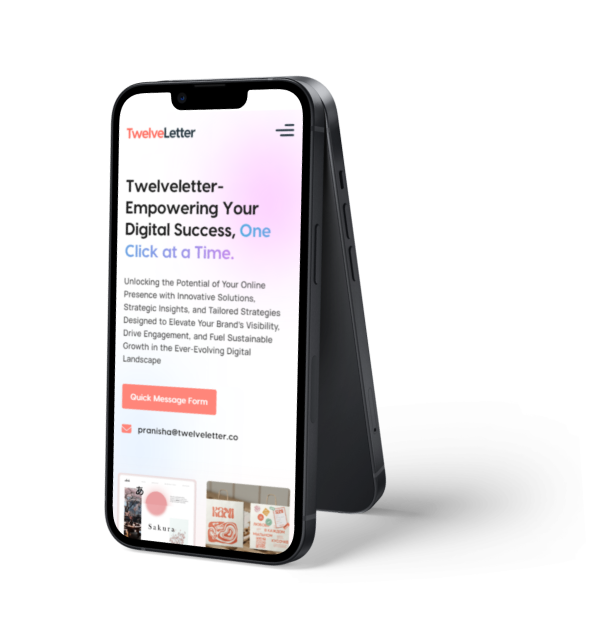 TwelveLetter
Twelveletter-
Empowering Your
Digital Success, One
Click at a Time.
Unlocking the Potential of Your Online
Presence with Innovative Solutions,
Strategic Insights, and Tailored Strategies
Designed to Elevate Your Brand's Visibility,
Drive Engagement, and Fuel Sustainable
Growth in the Ever-Evolving Digital
Landscape
Quick Message Form
pranisha@twelveletter.co
あ
Sakura